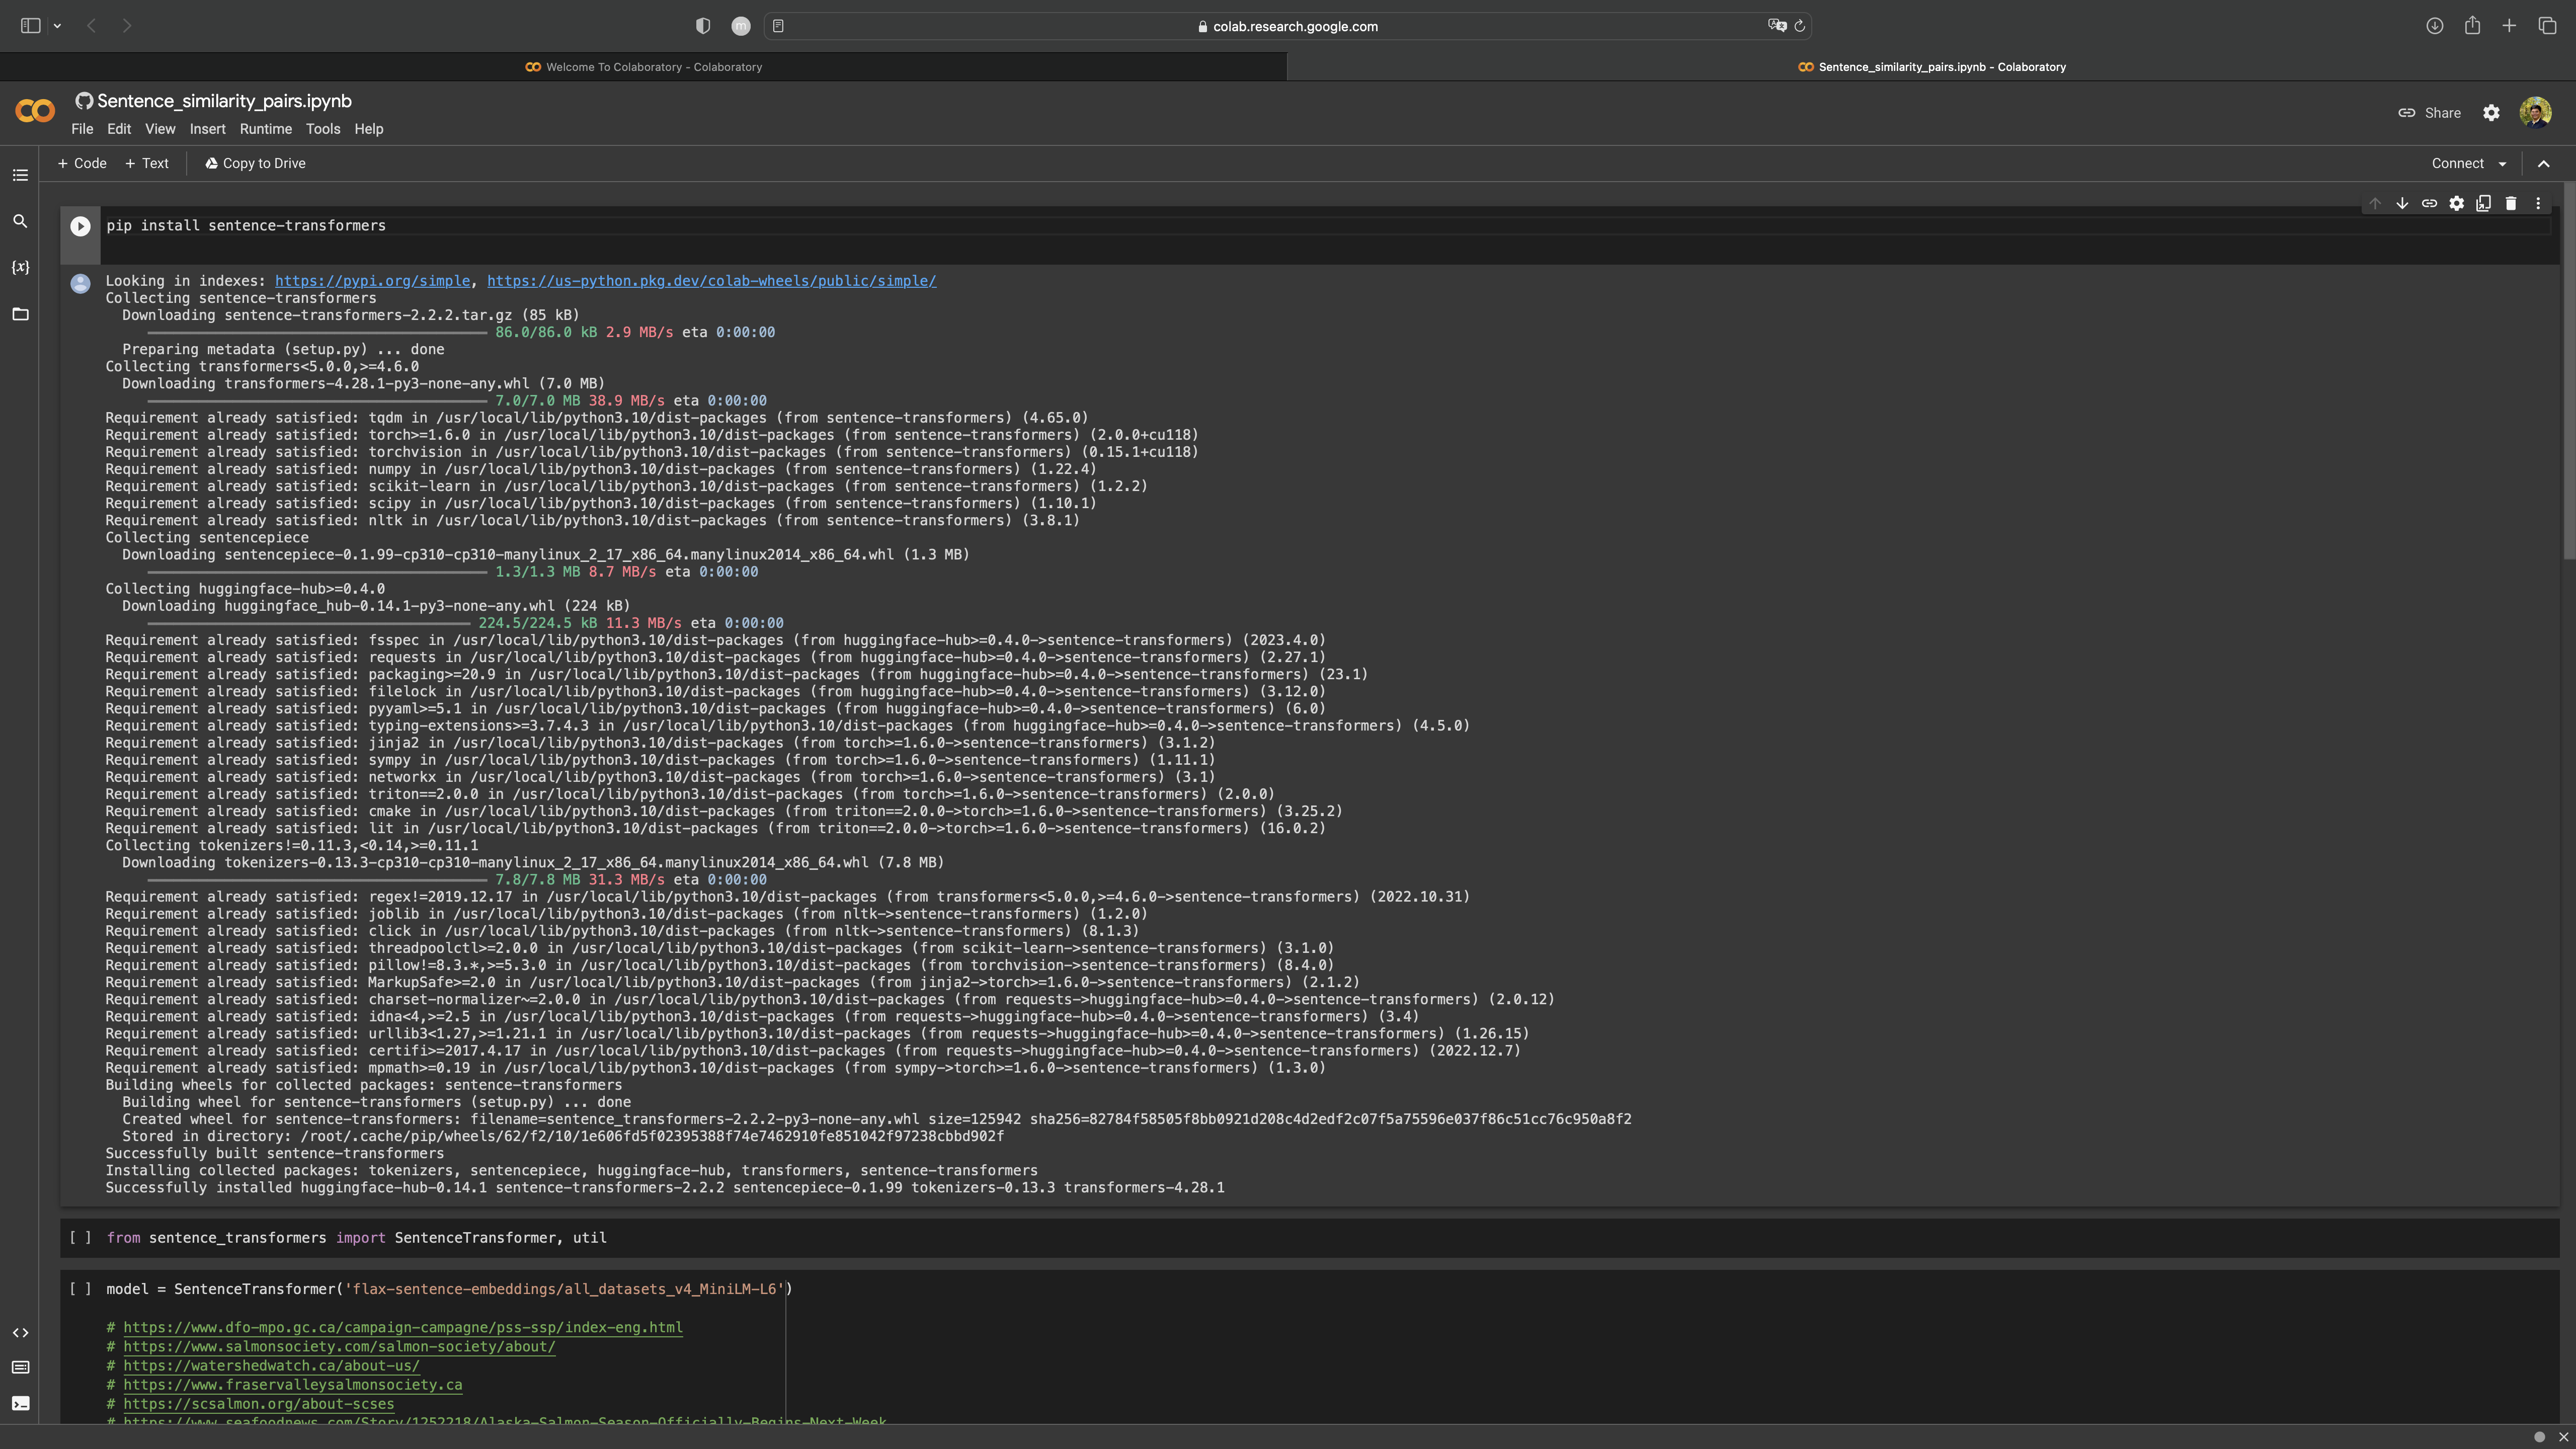 colab.research.google.com
Welcome To Colaboratory - Colaboratory
Sentence_similarity_pairs.ipynb - Colaboratory
Sentence_similarity_pairs.ipynb
File Edit View Insert Runtime Tools Help
Share
+ Code + Text Copy to Drive
Connect
pip install sentence-transformers
Looking in indexes: https://pypi.org/simple, https://us-python.pkg.dev/colab-wheels/public/simple/
Collecting sentence-transformers
Downloading sentence-transformers-2.2.2.tar.gz (85 kB)
86.0/86.0 kB 2.9 MB/s eta 0:00:00
Preparing metadata (setup.py) ... done
Collecting transformers<5.0.0,>=4.6.0
Downloading transformers-4.28.1-py3-none-any.whl (7.0 MB)
7.0/7.0 MB 38.9 MB/s eta 0:00:00
Requirement already satisfied: tqdm in /usr/local/lib/python3.10/dist-packages (from sentence-transformers) (4.65.0)
Requirement already satisfied: torch>=1.6.0 in /usr/local/lib/python3.10/dist-packages (from sentence-transformers) (2.0.0+cu118)
Requirement already satisfied: torchvision in /usr/local/lib/python3.10/dist-packages (from sentence-transformers) (0.15.1+cu118)
Requirement already satisfied: numpy in /usr/local/lib/python3.10/dist-packages (from sentence-transformers) (1.22.4)
Requirement already satisfied: scikit-learn in /usr/local/lib/python3.10/dist-packages (from sentence-transformers) (1.2.2)
Requirement already satisfied: scipy in /usr/local/lib/python3.10/dist-packages (from sentence-transformers) (1.10.1)
Requirement already satisfied: nltk in /usr/local/lib/python3.10/dist-packages (from sentence-transformers) (3.8.1)
Collecting sentencepiece
Downloading sentencepiece-0.1.99-cp310-cp310-manylinux_2_17_x86_64.manylinux2014_x86_64.whl (1.3 MB)
1.3/1.3 MB 8.7 MB/s eta 0:00:00
Collecting huggingface-hub>=0.4.0
Downloading huggingface_hub-0.14.1-py3-none-any.whl (224 kB)
224.5/224.5 kB 11.3 MB/s eta 0:00:00
Requirement already satisfied: fsspec in /usr/local/lib/python3.10/dist-packages (from huggingface-hub>=0.4.0->sentence-transformers) (2023.4.0)
Requirement already satisfied: requests in /usr/local/lib/python3.10/dist-packages (from huggingface-hub>=0.4.0->sentence-transformers) (2.27.1)
Requirement already satisfied: packaging>=20.9 in /usr/local/lib/python3.10/dist-packages (from huggingface-hub>=0.4.0->sentence-transformers) (23.1)
Requirement already satisfied: filelock in /usr/local/lib/python3.10/dist-packages (from huggingface-hub>=0.4.0->sentence-transformers) (3.12.0)
Requirement already satisfied: pyyaml>=5.1 in /usr/local/lib/python3.10/dist-packages (from huggingface-hub>=0.4.0->sentence-transformers) (6.0)
Requirement already satisfied: typing-extensions>=3.7.4.3 in /usr/local/lib/python3.10/dist-packages (from huggingface-hub>=0.4.0->sentence-transformers) (4.5.0)
Requirement already satisfied: jinja2 in /usr/local/lib/python3.10/dist-packages (from torch>=1.6.0->sentence-transformers) (3.1.2)
Requirement already satisfied: sympy in /usr/local/lib/python3.10/dist-packages (from torch>=1.6.0->sentence-transformers) (1.11.1)
Requirement already satisfied: networkx in /usr/local/lib/python3.10/dist-packages (from torch>=1.6.0->sentence-transformers) (3.1)
Requirement already satisfied: triton==2.0.0 in /usr/local/lib/python3.10/dist-packages (from torch>=1.6.0->sentence-transformers) (2.0.0)
Requirement already satisfied: cmake in /usr/local/lib/python3.10/dist-packages (from triton==2.0.0->torch>=1.6.0->sentence-transformers) (3.25.2)
Requirement already satisfied: lit in /usr/local/lib/python3.10/dist-packages (from triton==2.0.0->torch>=1.6.0->sentence-transformers) (16.0.2)
Collecting tokenizers!=0.11.3,<0.14,>=0.11.1
Downloading tokenizers-0.13.3-cp310-cp310-manylinux_2_17_x86_64.manylinux2014_x86_64.whl (7.8 MB)
7.8/7.8 MB 31.3 MB/s eta 0:00:00
Requirement already satisfied: regex!=2019.12.17 in /usr/local/lib/python3.10/dist-packages (from transformers<5.0.0,>=4.6.0->sentence-transformers) (2022.10.31)
Requirement already satisfied: joblib in /usr/local/lib/python3.10/dist-packages (from nltk->sentence-transformers) (1.2.0)
Requirement already satisfied: click in /usr/local/lib/python3.10/dist-packages (from nltk->sentence-transformers) (8.1.3)
Requirement already satisfied: threadpoolctl>=2.0.0 in /usr/local/lib/python3.10/dist-packages (from scikit-learn->sentence-transformers) (3.1.0)
Requirement already satisfied: pillow!=8.3.*,>=5.3.0 in /usr/local/lib/python3.10/dist-packages (from torchvision->sentence-transformers) (8.4.0)
Requirement already satisfied: MarkupSafe>=2.0 in /usr/local/lib/python3.10/dist-packages (from jinja2->torch>=1.6.0->sentence-transformers) (2.1.2)
Requirement already satisfied: charset-normalizer~=2.0.0 in /usr/local/lib/python3.10/dist-packages (from requests->huggingface-hub>=0.4.0->sentence-transformers) (2.0.12)
Requirement already satisfied: idna<4,>=2.5 in /usr/local/lib/python3.10/dist-packages (from requests->huggingface-hub>=0.4.0->sentence-transformers) (3.4)
Requirement already satisfied: urllib3<1.27,>=1.21.1 in /usr/local/lib/python3.10/dist-packages (from requests->huggingface-hub>=0.4.0->sentence-transformers) (1.26.15)
Requirement already satisfied: certifi>=2017.4.17 in /usr/local/lib/python3.10/dist-packages (from requests->huggingface-hub>=0.4.0->sentence-transformers) (2022.12.7)
Requirement already satisfied: mpmath>=0.19 in /usr/local/lib/python3.10/dist-packages (from sympy->torch>=1.6.0->sentence-transformers) (1.3.0)
Building wheels for collected packages: sentence-transformers
Building wheel for sentence-transformers (setup.py) ... done
Created wheel for sentence-transformers: filename=sentence_transformers-2.2.2-py3-none-any.whl size=125942 sha256=82784f58505f8bb0921d208c4d2edf2c07f5a75596e037f86c51cc76c950a8f2
Stored in directory: /root/.cache/pip/wheels/62/f2/10/1e606fd5f02395388f74e7462910fe851042f97238cbbd902f
Successfully built sentence-transformers
Installing collected packages: tokenizers, sentencepiece, huggingface-hub, transformers, sentence-transformers
Successfully installed huggingface-hub-0.14.1 sentence-transformers-2.2.2 sentencepiece-0.1.99 tokenizers-0.13.3 transformers-4.28.1
[ ] from sentence_transformers import SentenceTransformer, util
[ ] model = SentenceTransformer('flax-sentence-embeddings/all_datasets_v4_MiniLM-L6')
# https://www.dfo-mpo.gc.ca/campaign-campagne/pss-ssp/index-eng.html
# https://www.salmonsociety.com/salmon-society/about/
# https://watershedwatch.ca/about-us/
# https://www.fraservalleysalmonsociety.ca
# https://scsalmon.org/about-scses
# https://www.seafoodnews.com/Story/1252218/Alaska-Salmon-Season-Officially-Begins-Next-Week